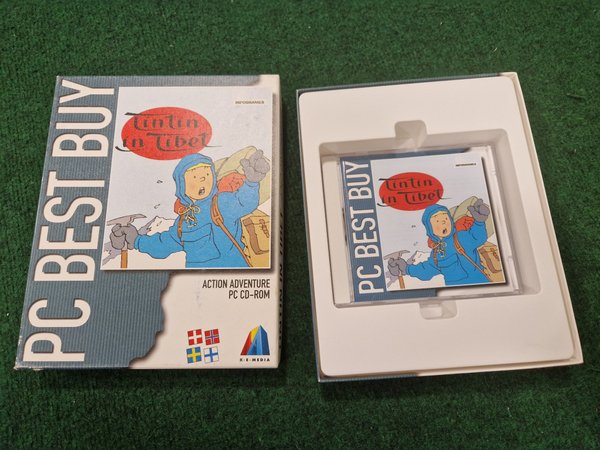 PC BEST BUY
INFOGRAMES
Tintin
in Tibet
ACTION ADVENTURE
PC CD-ROM
K·E·MEDIA
PC BEST BUY
INFOGRAMES
Tintin
in Tibet